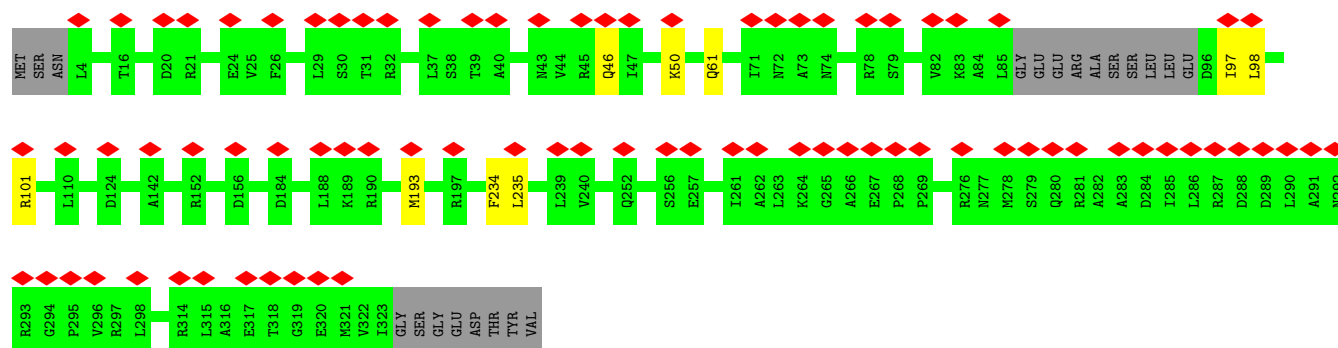 MET SER ASN L4 T16 D20 R21 E24 V25 F26 L29 S30 T31 R32 L37 S38 T39 A40 N43 V44 R45 Q46 I47 K50 Q61 I71 N72 A73 N74 R78 S79 V82 K83 A84 L85 GLY GLU GLU ARG ALA SER SER LEU LEU GLU D96 I97 L98
R101 L110 D124 A142 R152 D156 D184 L188 K189 R190 M193 R197 F234 L235 L239 V240 Q252 S256 E257 I261 A262 L263 K264 G265 A266 E267 P268 P269 R276 N277 M278 S279 Q280 R281 A282 A283 D284 I285 L286 R287 D288 D289 L290 A291 N292
R293 G294 P295 V296 R297 L298 R314 L315 A316 E317 T318 G319 E320 M321 V322 I323 GLY SER GLY GLU ASP THR TYR VAL